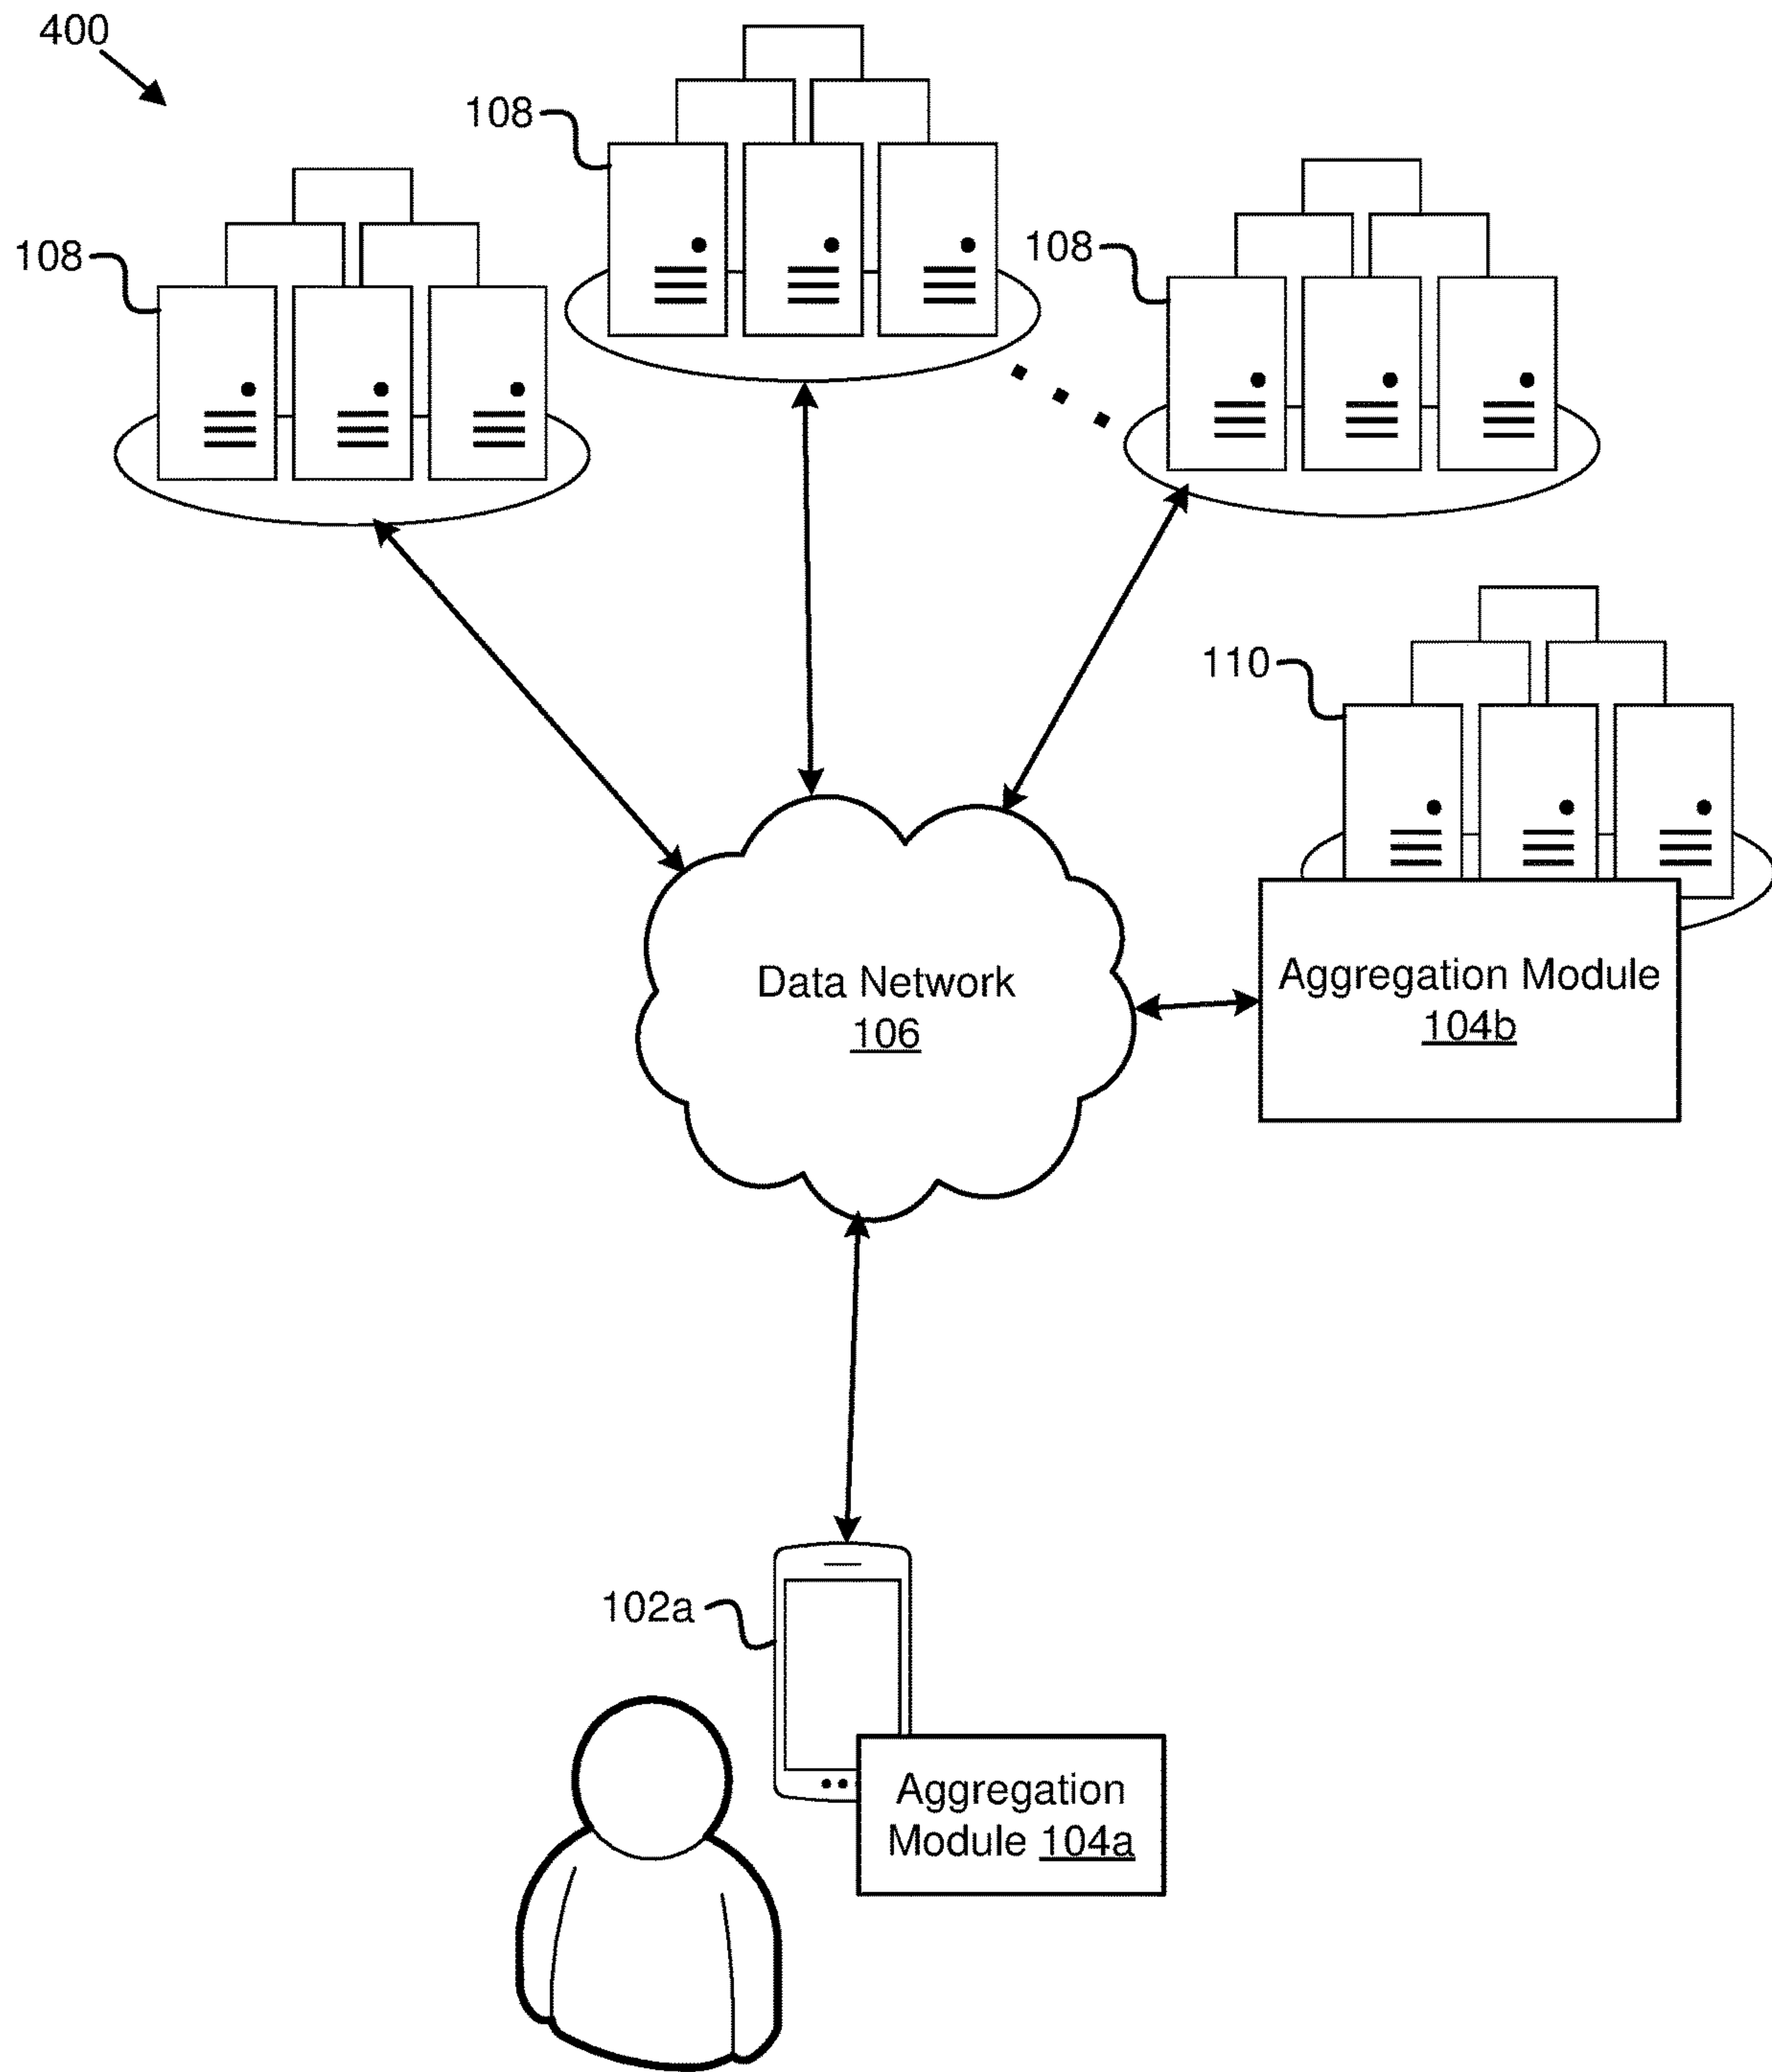 400
108
108
108
110
Data Network
106
Aggregation Module
104b
102a
Aggregation
Module 104a